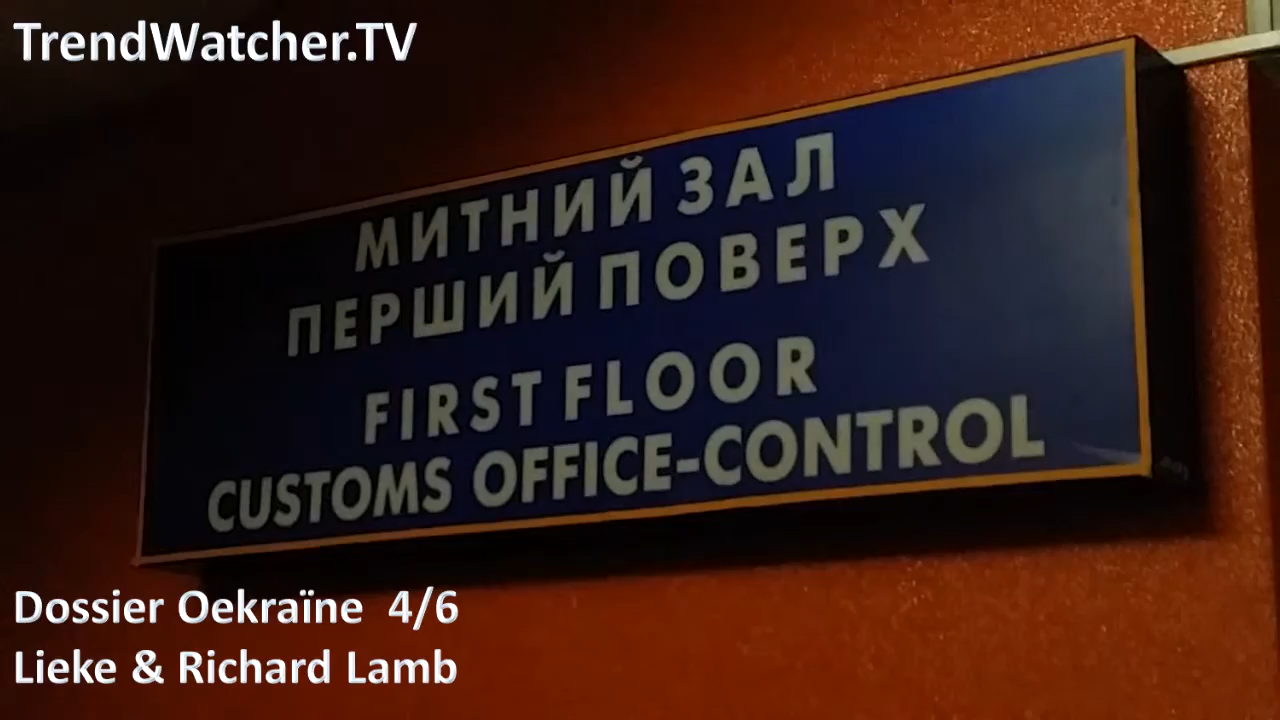 TrendWatcher.TV
МИТНИЙ ЗАЛ
ПЕРШИЙ ПОВЕРХ
FIRST FLOOR
CUSTOMS OFFICE-CONTROL
Dossier Oekraïne 4/6
Lieke & Richard Lamb